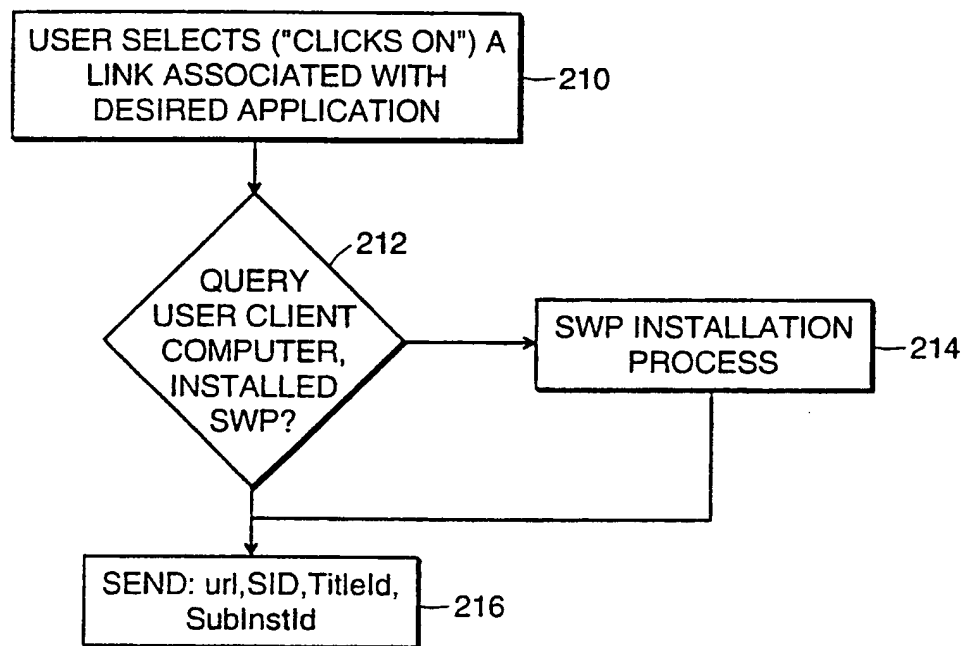 USER SELECTS ("CLICKS ON") A
LINK ASSOCIATED WITH
DESIRED APPLICATION
210
212
QUERY
USER CLIENT
COMPUTER,
INSTALLED
SWP?
SWP INSTALLATION
PROCESS
214
SEND: url,SID,TitleId,
SubInstId
216